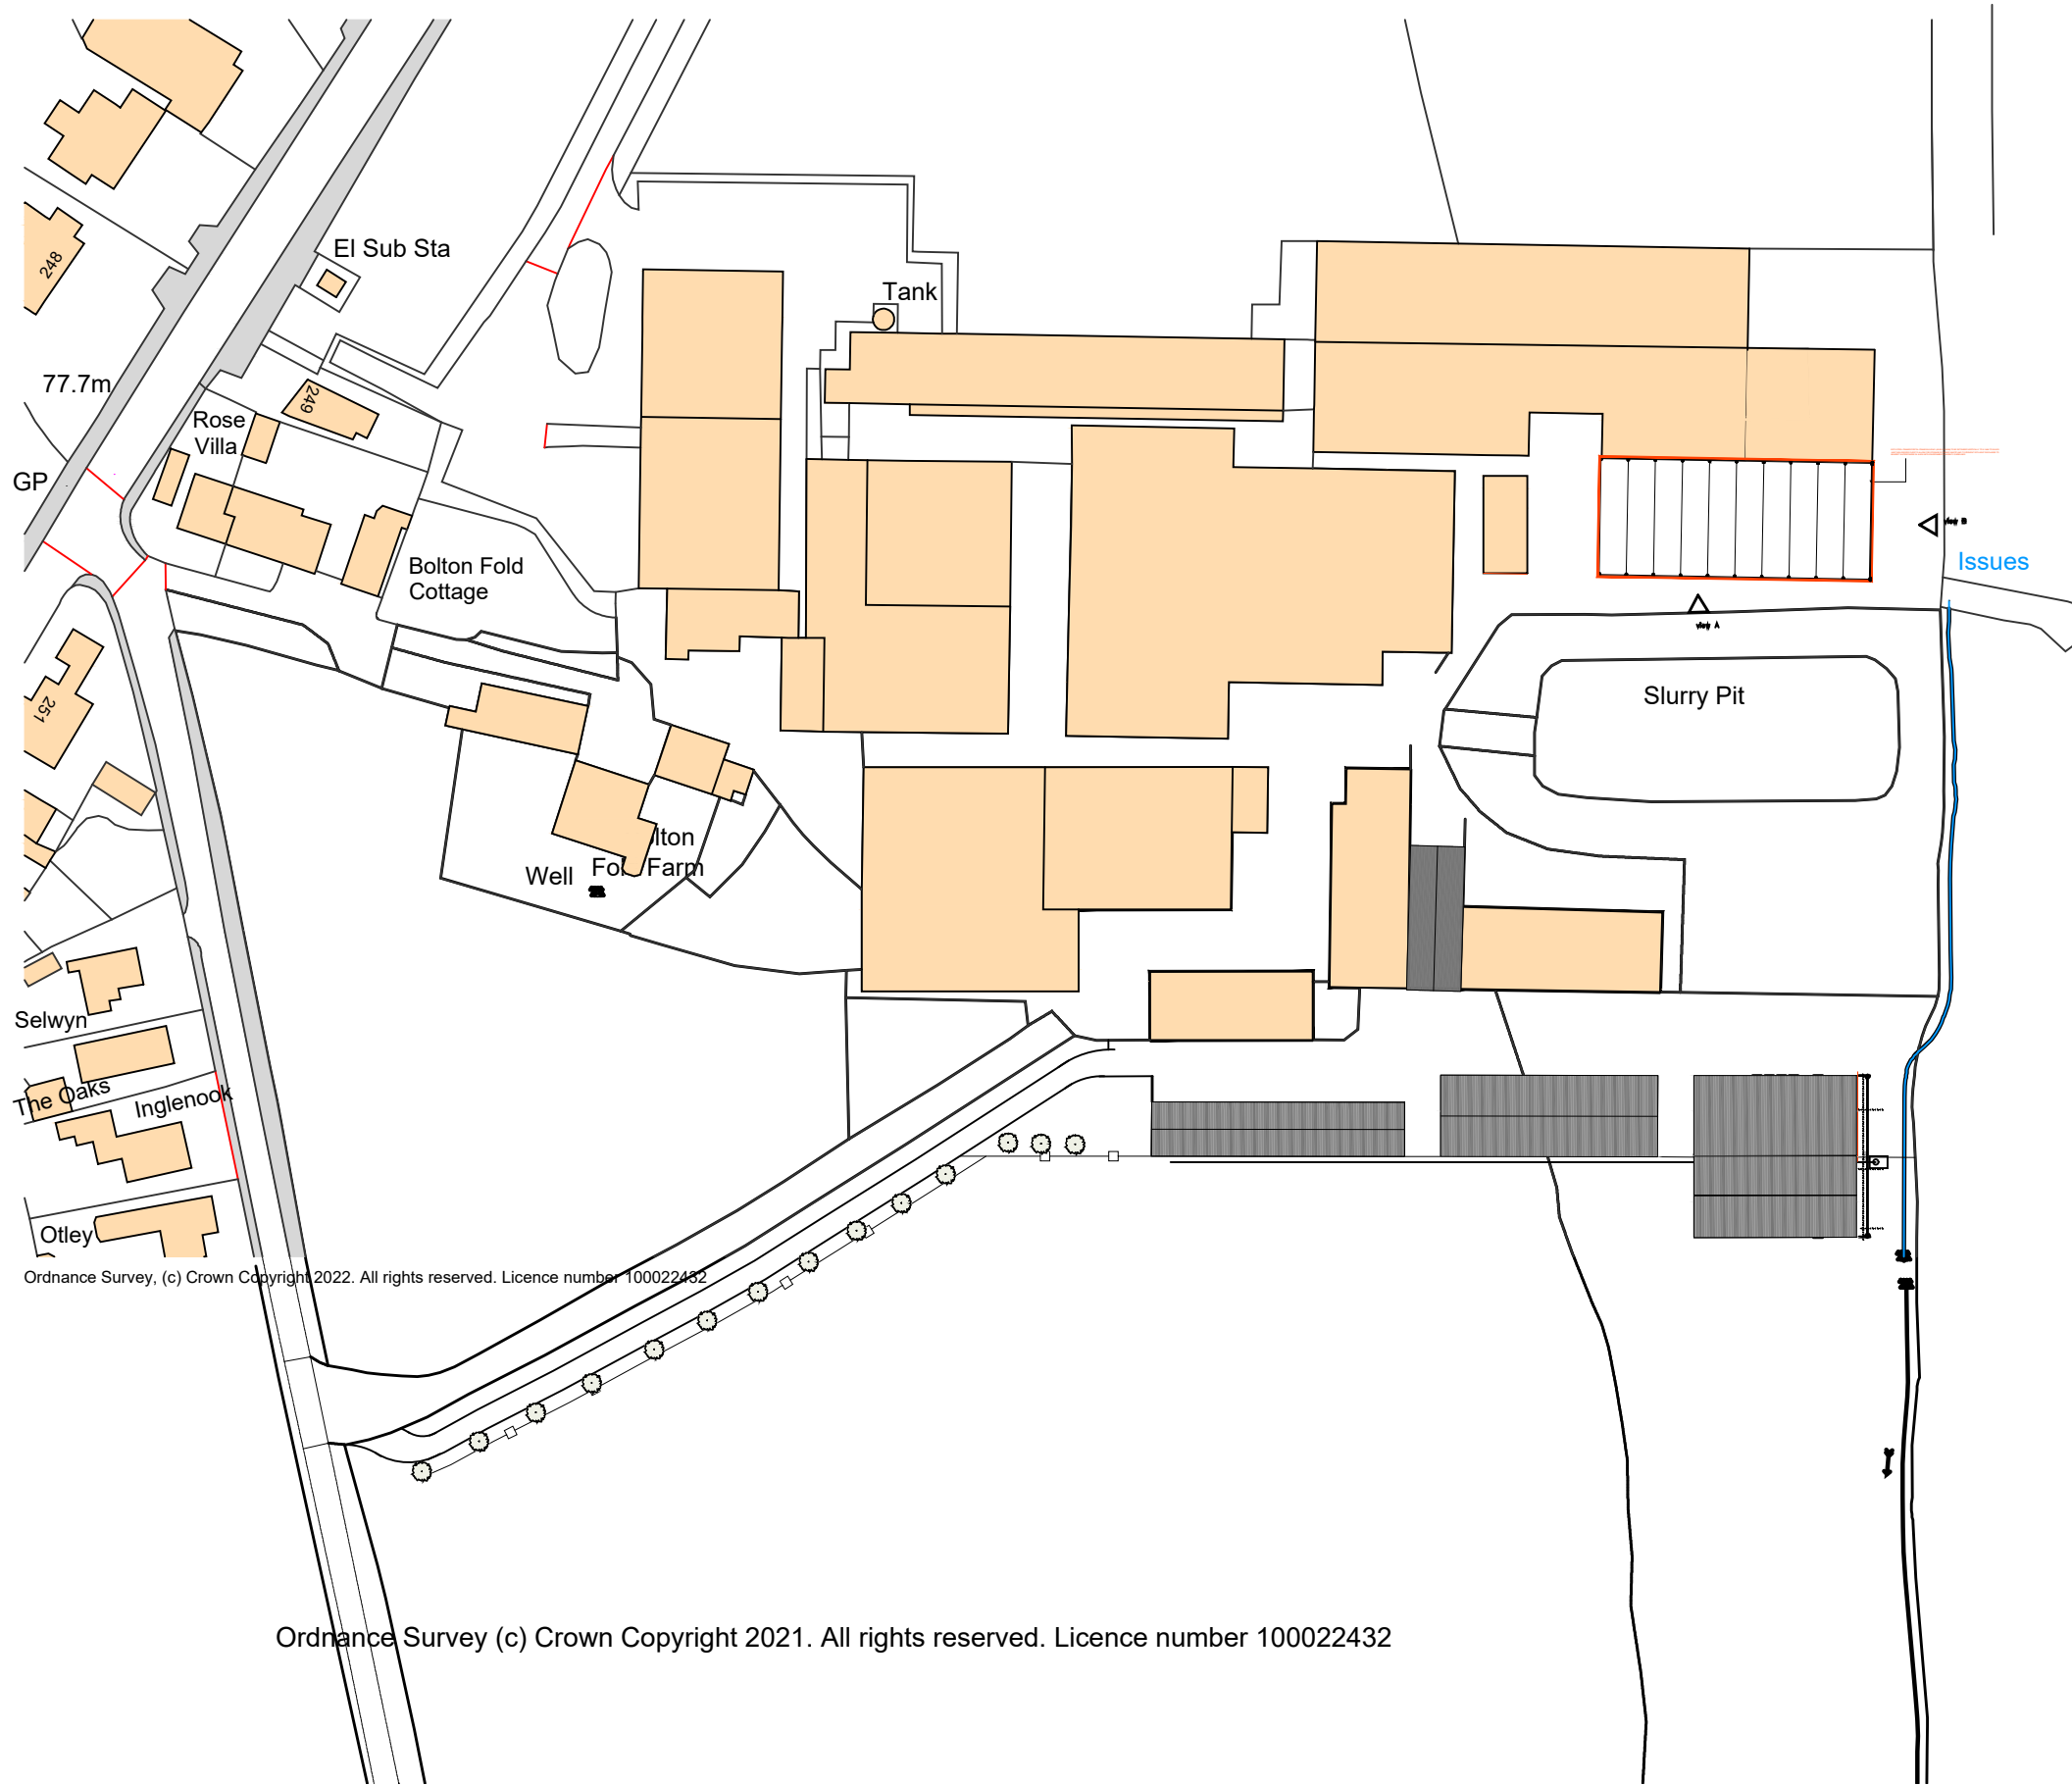 El Sub Sta
248
Tank
77.7m
249
Rose
Villa
GP
view B
Issues
Bolton Fold
Cottage
view A
Slurry Pit
251
lton
Fol Farm
Well
Selwyn
The Oaks
Inglenook
Otley
Ordnance Survey, (c) Crown Copyright 2022. All rights reserved. Licence number 100022432
Ordnance Survey (c) Crown Copyright 2021. All rights reserved. Licence number 100022432